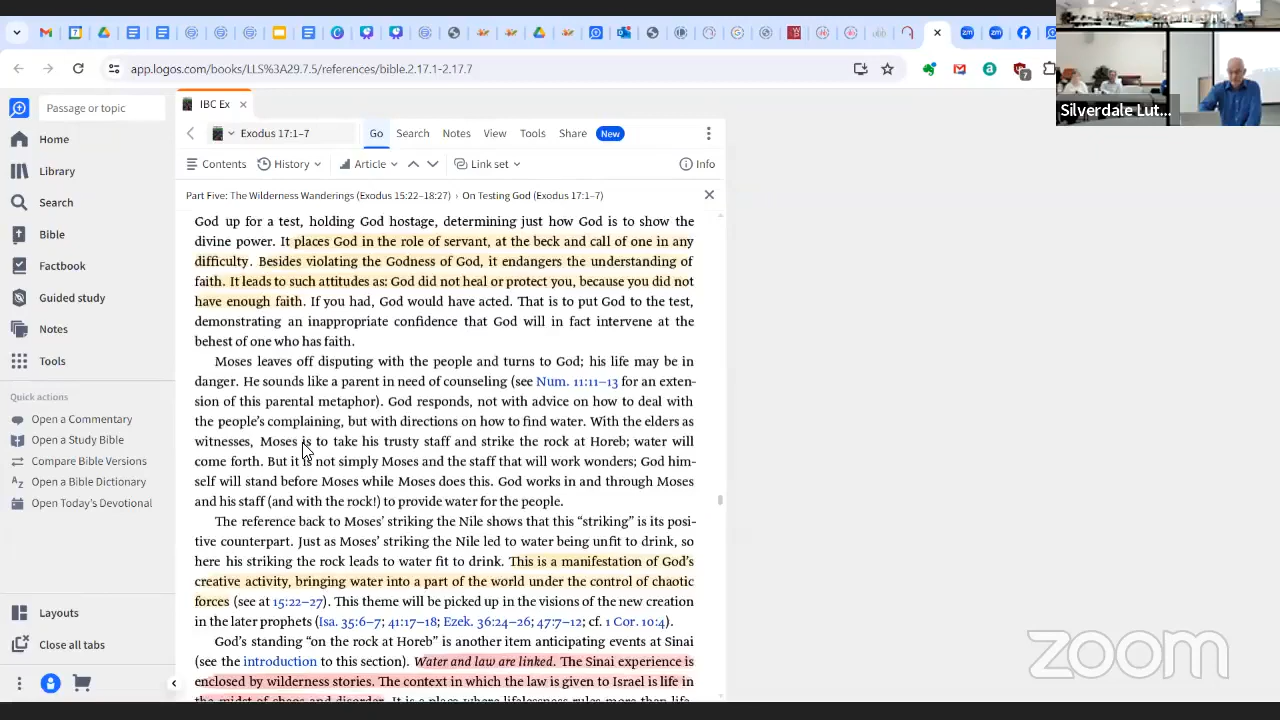 app.logos.com/books/LLS%3A29.7.5/references/bible.2.17.1-2.17.7
7
Silverdale Lut...
Passage or topic
Home
Library
Search
Bible
Factbook
Guided study
Notes
Tools
Quick actions
Open a Commentary
Open a Study Bible
Compare Bible Versions
Open a Bible Dictionary
Open Today's Devotional
Layouts
Close all tabs
IBC Ex
Exodus 17:1–7
Go Search Notes View Tools Share New
Contents History Article Link set Info
Part Five: The Wilderness Wanderings (Exodus 15:22–18:27) › On Testing God (Exodus 17:1–7)
God up for a test, holding God hostage, determining just how God is to show the
divine power. It places God in the role of servant, at the beck and call of one in any
difficulty. Besides violating the Godness of God, it endangers the understanding of
faith. It leads to such attitudes as: God did not heal or protect you, because you did not
have enough faith. If you had, God would have acted. That is to put God to the test,
demonstrating an inappropriate confidence that God will in fact intervene at the
behest of one who has faith.
Moses leaves off disputing with the people and turns to God; his life may be in
danger. He sounds like a parent in need of counseling (see Num. 11:11–13 for an exten-
sion of this parental metaphor). God responds, not with advice on how to deal with
the people's complaining, but with directions on how to find water. With the elders as
witnesses, Moses is to take his trusty staff and strike the rock at Horeb; water will
come forth. But it is not simply Moses and the staff that will work wonders; God him-
self will stand before Moses while Moses does this. God works in and through Moses
and his staff (and with the rock!) to provide water for the people.
The reference back to Moses' striking the Nile shows that this "striking" is its posi-
tive counterpart. Just as Moses' striking the Nile led to water being unfit to drink, so
here his striking the rock leads to water fit to drink. This is a manifestation of God's
creative activity, bringing water into a part of the world under the control of chaotic
forces (see at 15:22–27). This theme will be picked up in the visions of the new creation
in the later prophets (Isa. 35:6–7; 41:17–18; Ezek. 36:24–26; 47:7–12; cf. 1 Cor. 10:4).
God's standing "on the rock at Horeb" is another item anticipating events at Sinai
(see the introduction to this section). Water and law are linked. The Sinai experience is
enclosed by wilderness stories. The context in which the law is given to Israel is life in
the midst of chaos and disorder. It is a place where lifelessness rules more than life,
zoom